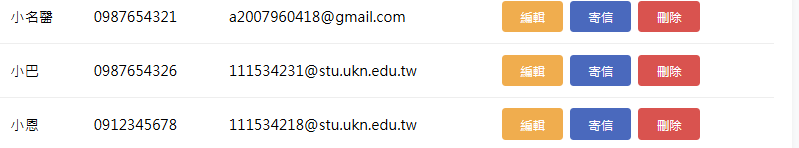 小名醫 0987654321 a2007960418@gmail.com 編輯 寄信 刪除
小巴 0987654326 111534231@stu.ukn.edu.tw 編輯 寄信 刪除
小恩 0912345678 111534218@stu.ukn.edu.tw 編輯 寄信 刪除